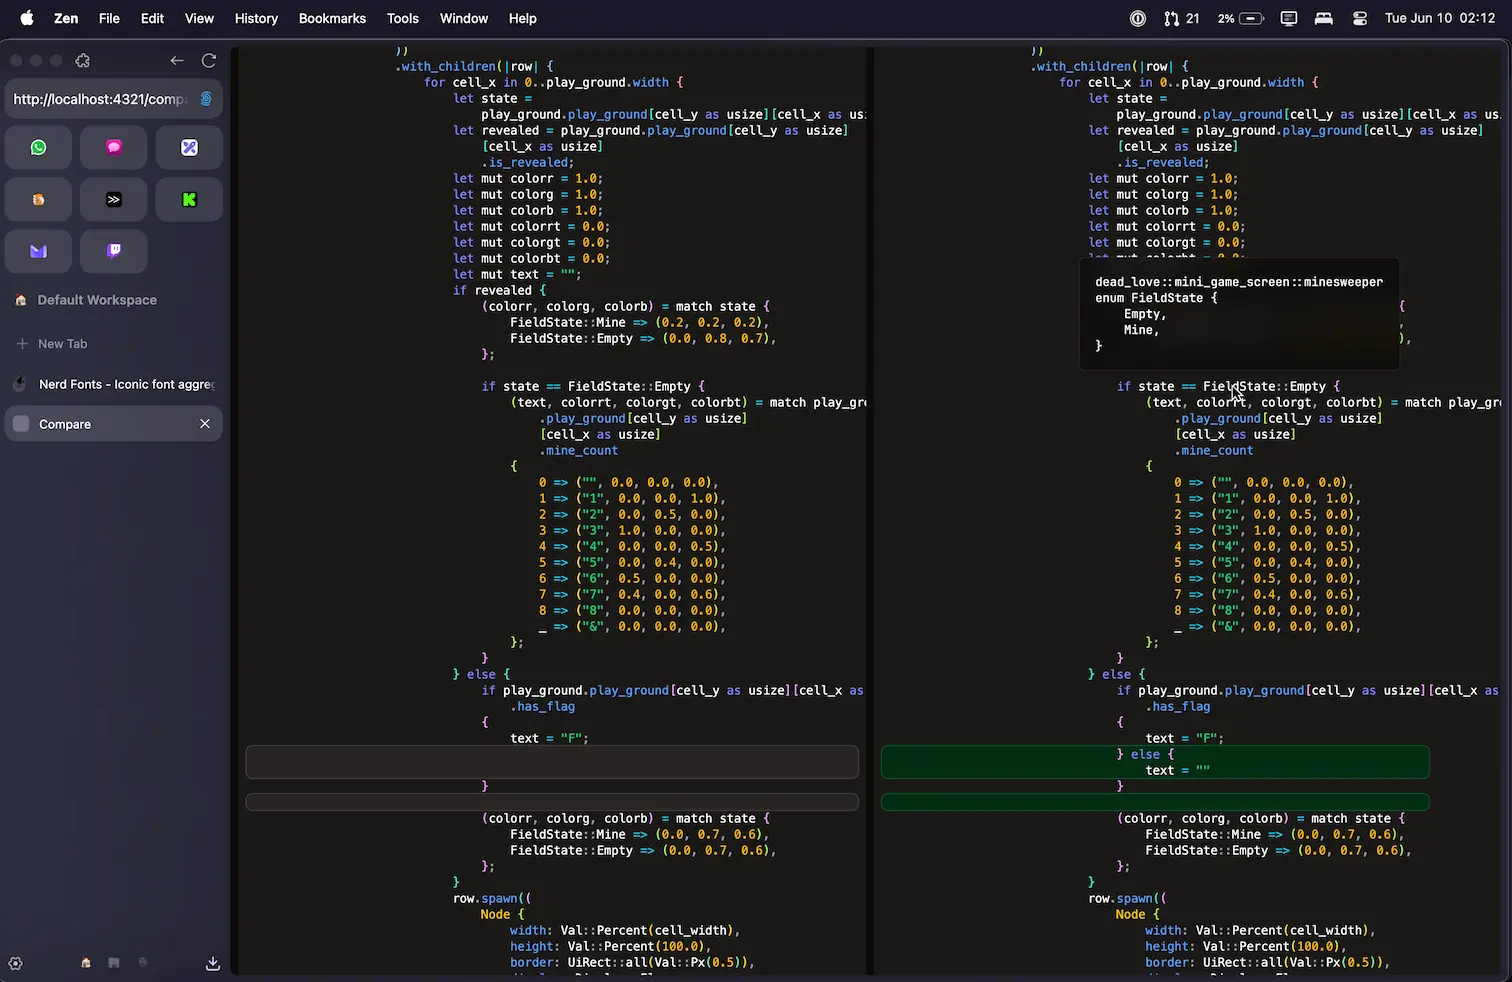 Zen File Edit View History Bookmarks Tools Window Help
21 2% Tue Jun 10 02:12
http://localhost:4321/comp
Default Workspace
New Tab
Nerd Fonts - Iconic font aggre
Compare
))
.with_children(|row| {
for cell_x in 0..play_ground.width {
let state =
play_ground.play_ground[cell_y as usize][cell_x as us
let revealed = play_ground.play_ground[cell_y as usize]
[cell_x as usize]
.is_revealed;
let mut colorr = 1.0;
let mut colorg = 1.0;
let mut colorb = 1.0;
let mut colorrt = 0.0;
let mut colorgt = 0.0;
let mut colorbt = 0.0;
let mut text = "";
if revealed {
(colorr, colorg, colorb) = match state {
FieldState::Mine => (0.2, 0.2, 0.2),
FieldState::Empty => (0.0, 0.8, 0.7),
};
if state == FieldState::Empty {
(text, colorrt, colorgt, colorbt) = match play_gr
.play_ground[cell_y as usize]
[cell_x as usize]
.mine_count
{
0 => ("", 0.0, 0.0, 0.0),
1 => ("1", 0.0, 0.0, 1.0),
2 => ("2", 0.0, 0.5, 0.0),
3 => ("3", 1.0, 0.0, 0.0),
4 => ("4", 0.0, 0.0, 0.5),
5 => ("5", 0.0, 0.4, 0.0),
6 => ("6", 0.5, 0.0, 0.0),
7 => ("7", 0.4, 0.0, 0.6),
8 => ("8", 0.0, 0.0, 0.0),
_ => ("&", 0.0, 0.0, 0.0),
};
}
} else {
if play_ground.play_ground[cell_y as usize][cell_x as
.has_flag
{
text = "F";
}
(colorr, colorg, colorb) = match state {
FieldState::Mine => (0.0, 0.7, 0.6),
FieldState::Empty => (0.0, 0.7, 0.6),
};
}
row.spawn((
Node {
width: Val::Percent(cell_width),
height: Val::Percent(100.0),
border: UiRect::all(Val::Px(0.5)),
))
.with_children(|row| {
for cell_x in 0..play_ground.width {
let state =
play_ground.play_ground[cell_y as usize][cell_x as us
let revealed = play_ground.play_ground[cell_y as usize]
[cell_x as usize]
.is_revealed;
let mut colorr = 1.0;
let mut colorg = 1.0;
let mut colorb = 1.0;
let mut colorrt = 0.0;
let mut colorgt = 0.0;
dead_love::mini_game_screen::minesweeper
enum FieldState {
Empty,
Mine,
}
{
,
),
if state == FieldState::Empty {
(text, colorrt, colorgt, colorbt) = match play_gr
.play_ground[cell_y as usize]
[cell_x as usize]
.mine_count
{
0 => ("", 0.0, 0.0, 0.0),
1 => ("1", 0.0, 0.0, 1.0),
2 => ("2", 0.0, 0.5, 0.0),
3 => ("3", 1.0, 0.0, 0.0),
4 => ("4", 0.0, 0.0, 0.5),
5 => ("5", 0.0, 0.4, 0.0),
6 => ("6", 0.5, 0.0, 0.0),
7 => ("7", 0.4, 0.0, 0.6),
8 => ("8", 0.0, 0.0, 0.0),
_ => ("&", 0.0, 0.0, 0.0),
};
}
} else {
if play_ground.play_ground[cell_y as usize][cell_x as
.has_flag
{
text = "F";
} else {
text = ""
}
(colorr, colorg, colorb) = match state {
FieldState::Mine => (0.0, 0.7, 0.6),
FieldState::Empty => (0.0, 0.7, 0.6),
};
}
row.spawn((
Node {
width: Val::Percent(cell_width),
height: Val::Percent(100.0),
border: UiRect::all(Val::Px(0.5)),